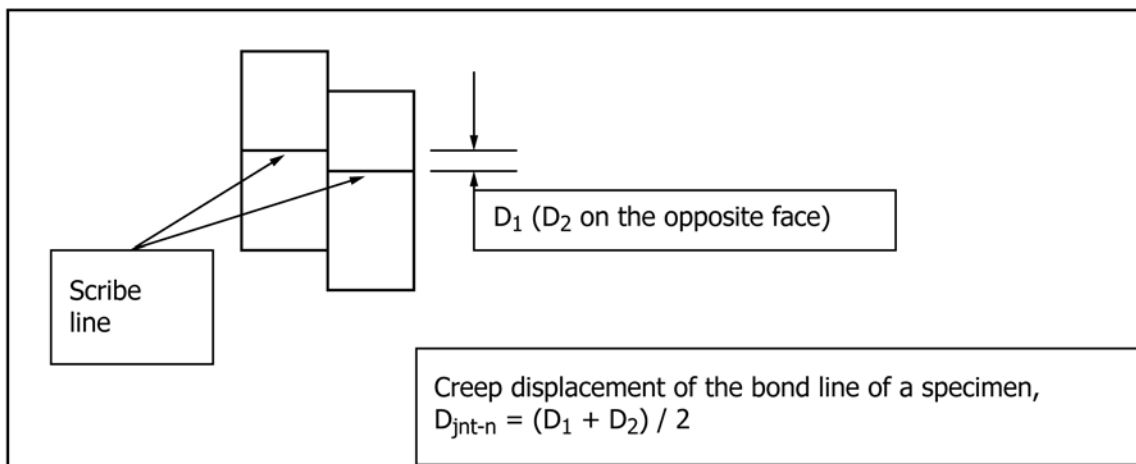 D₁ (D₂ on the opposite face)
Scribe
line
Creep displacement of the bond line of a specimen,
Djnt-n = (D₁ + D₂) / 2